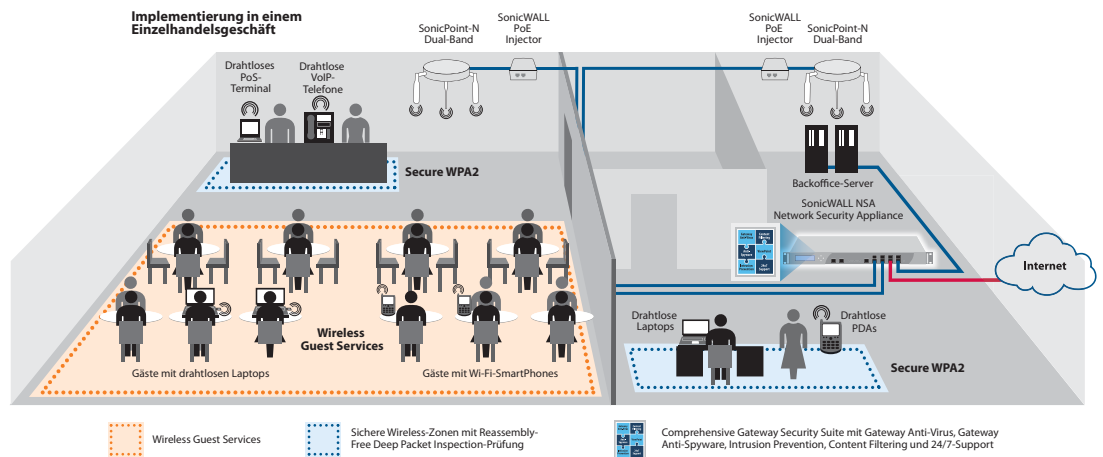 Implementierung in einem
Einzelhandelsgeschäft
SonicPoint-N
Dual-Band
SonicWALL
PoE
Injector
SonicWALL
PoE
Injector
SonicPoint-N
Dual-Band
Drahtloses
PoS-
Terminal
Drahtlose
VoIP-
Telefone
Secure WPA2
Backoffice-Server
SonicWALL NSA
Network Security Appliance
Internet
Wireless
Guest Services
Gäste mit drahtlosen Laptops
Gäste mit Wi-Fi-SmartPhones
Drahtlose
Laptops
Drahtlose
PDAs
Secure WPA2
Wireless Guest Services
Sichere Wireless-Zonen mit Reassembly-
Free Deep Packet Inspection-Prüfung
Comprehensive Gateway Security Suite mit Gateway Anti-Virus, Gateway
Anti-Spyware, Intrusion Prevention, Content Filtering und 24/7-Support